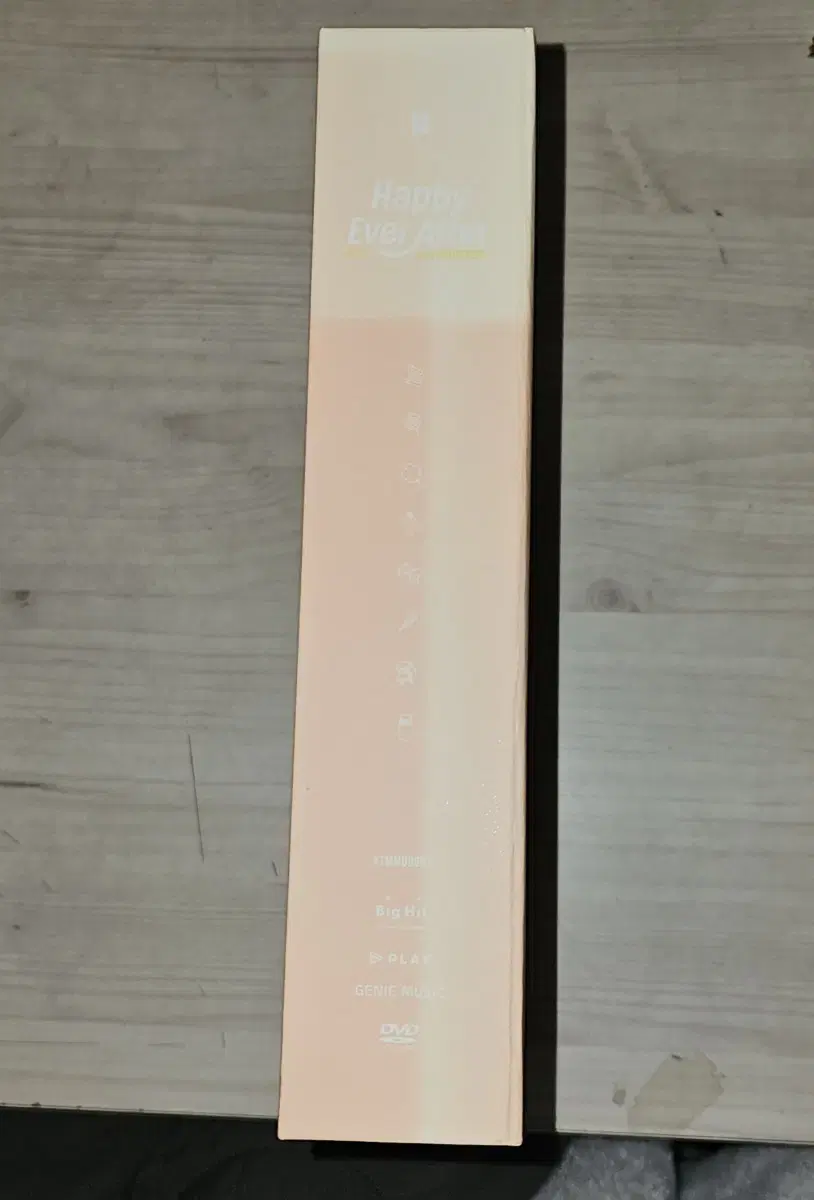 Happy
Ever After
Big Hit
PLAY
GENIE MUSIC
DVD